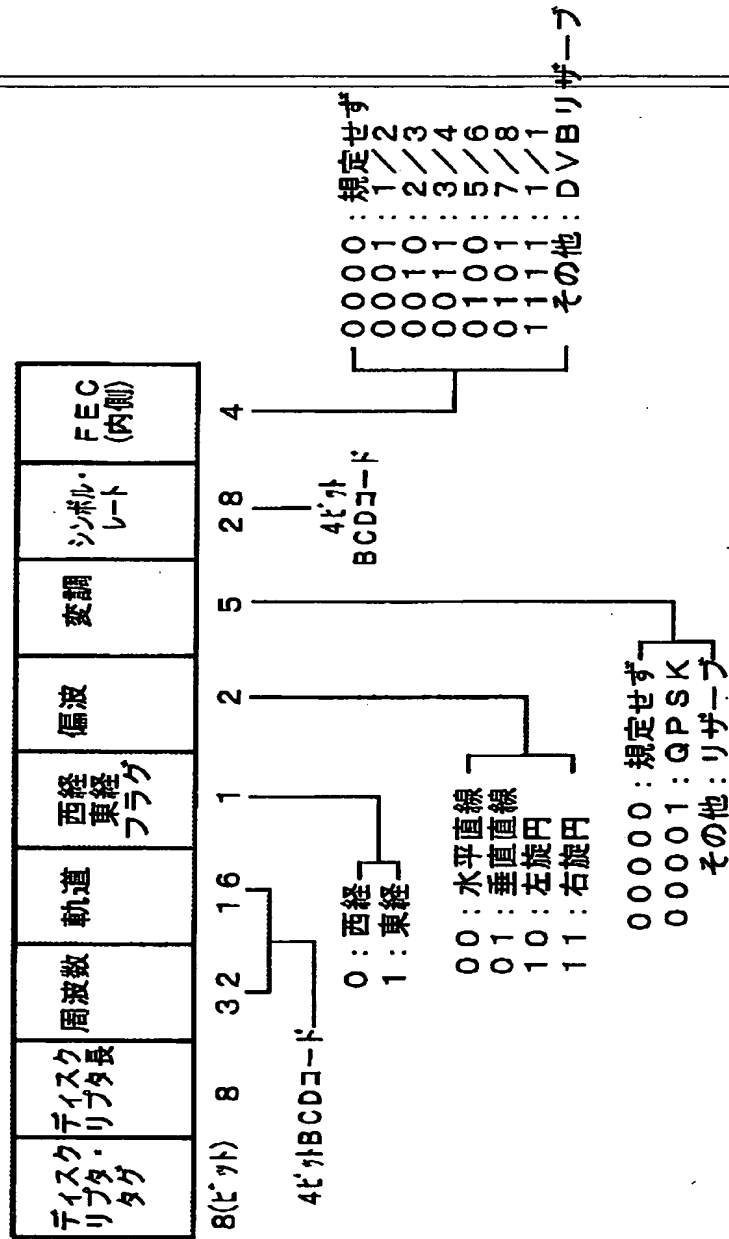 ディスク
リプタ・
タグ
ディスク
リプタ長
周波数
軌道
西経
東経
フラグ
偏波
変調
シンボル・
レート
FEC
(内側)
8(ビット)
8
32
16
1
2
5
28
4
4ビットBCDコード
0：西経
1：東経
00：水平直線
01：垂直直線
10：左旋円
11：右旋円
00000：規定せず
00001：QPSK
その他：リザーブ
4ビット
BCDコード
0000：規定せず
0001：1/2
0010：2/3
0011：3/4
0100：5/6
0101：7/8
1111：1/1
その他：DVBリザーブ